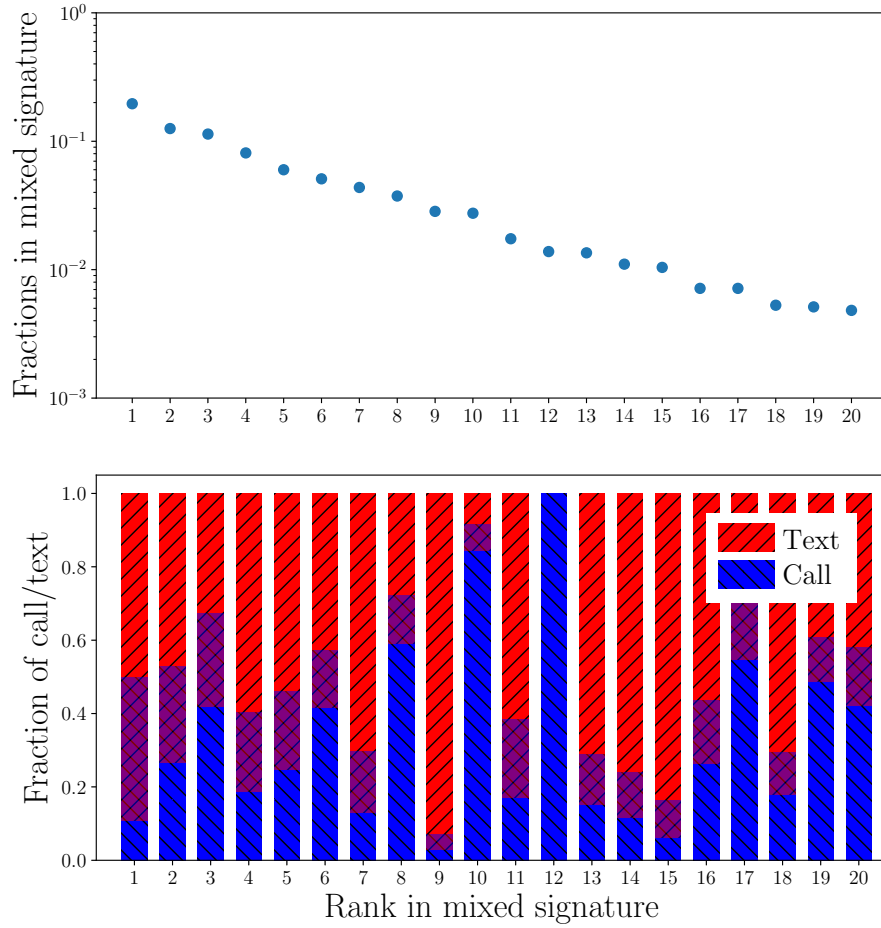 Fractions in mixed signature
10⁰
10⁻¹
10⁻²
10⁻³
1 2 3 4 5 6 7 8 9 10 11 12 13 14 15 16 17 18 19 20
Fraction of call/text
1.0
0.8
0.6
0.4
0.2
0.0
Text
Call
1 2 3 4 5 6 7 8 9 10 11 12 13 14 15 16 17 18 19 20
Rank in mixed signature